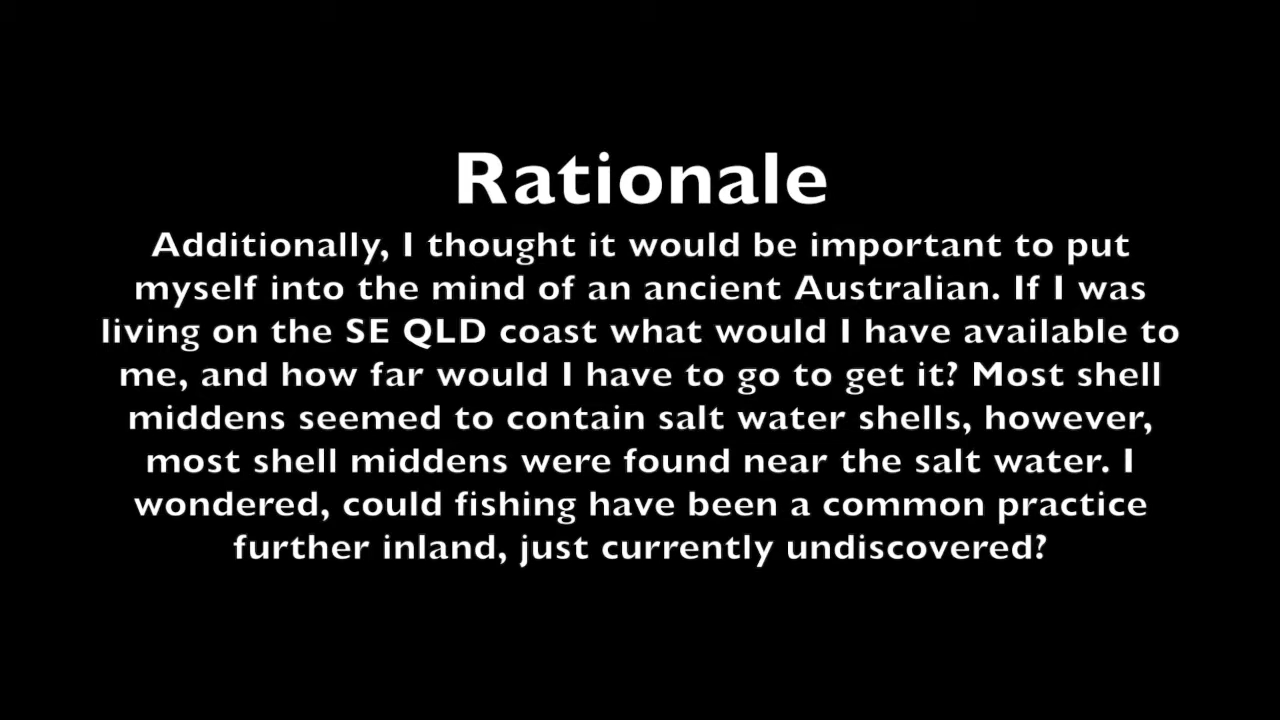 Rationale
Additionally, I thought it would be important to put
myself into the mind of an ancient Australian. If I was
living on the SE QLD coast what would I have available to
me, and how far would I have to go to get it? Most shell
middens seemed to contain salt water shells, however,
most shell middens were found near the salt water. I
wondered, could fishing have been a common practice
further inland, just currently undiscovered?